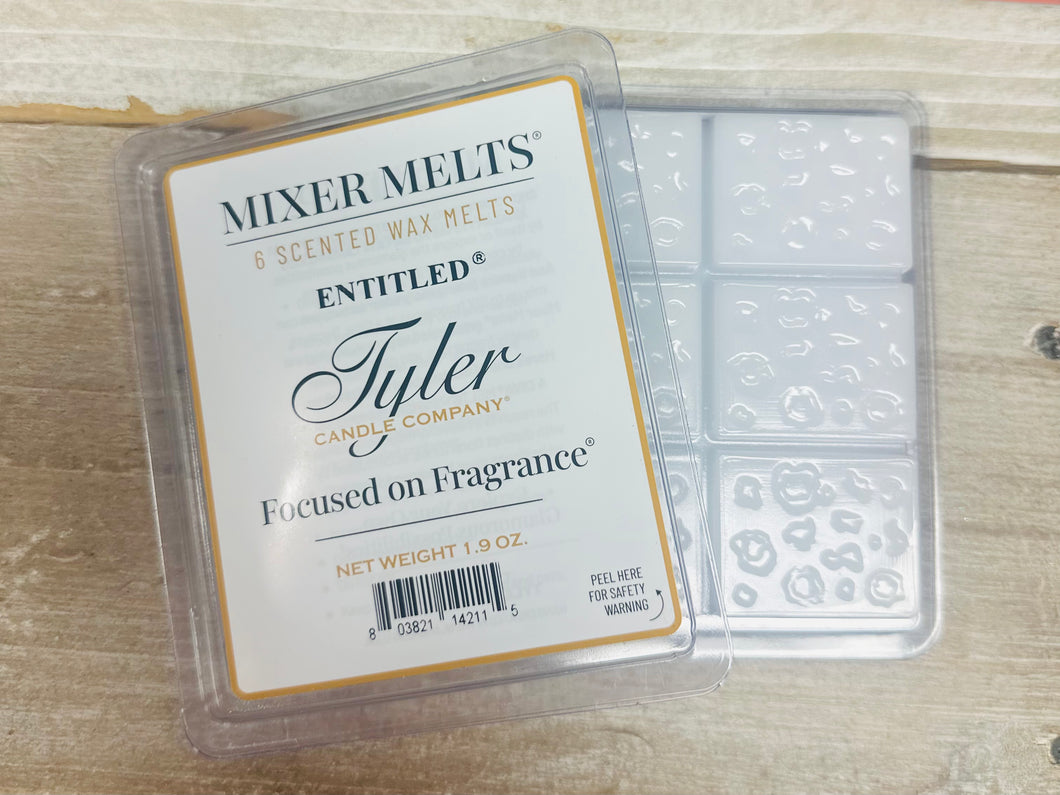 MIXER MELTS®
6 SCENTED WAX MELTS
ENTITLED®
Tyler
CANDLE COMPANY®
Focused on Fragrance®
NET WEIGHT 1.9 OZ.
PEEL HERE
FOR SAFETY
WARNING
8 03821 14211 5